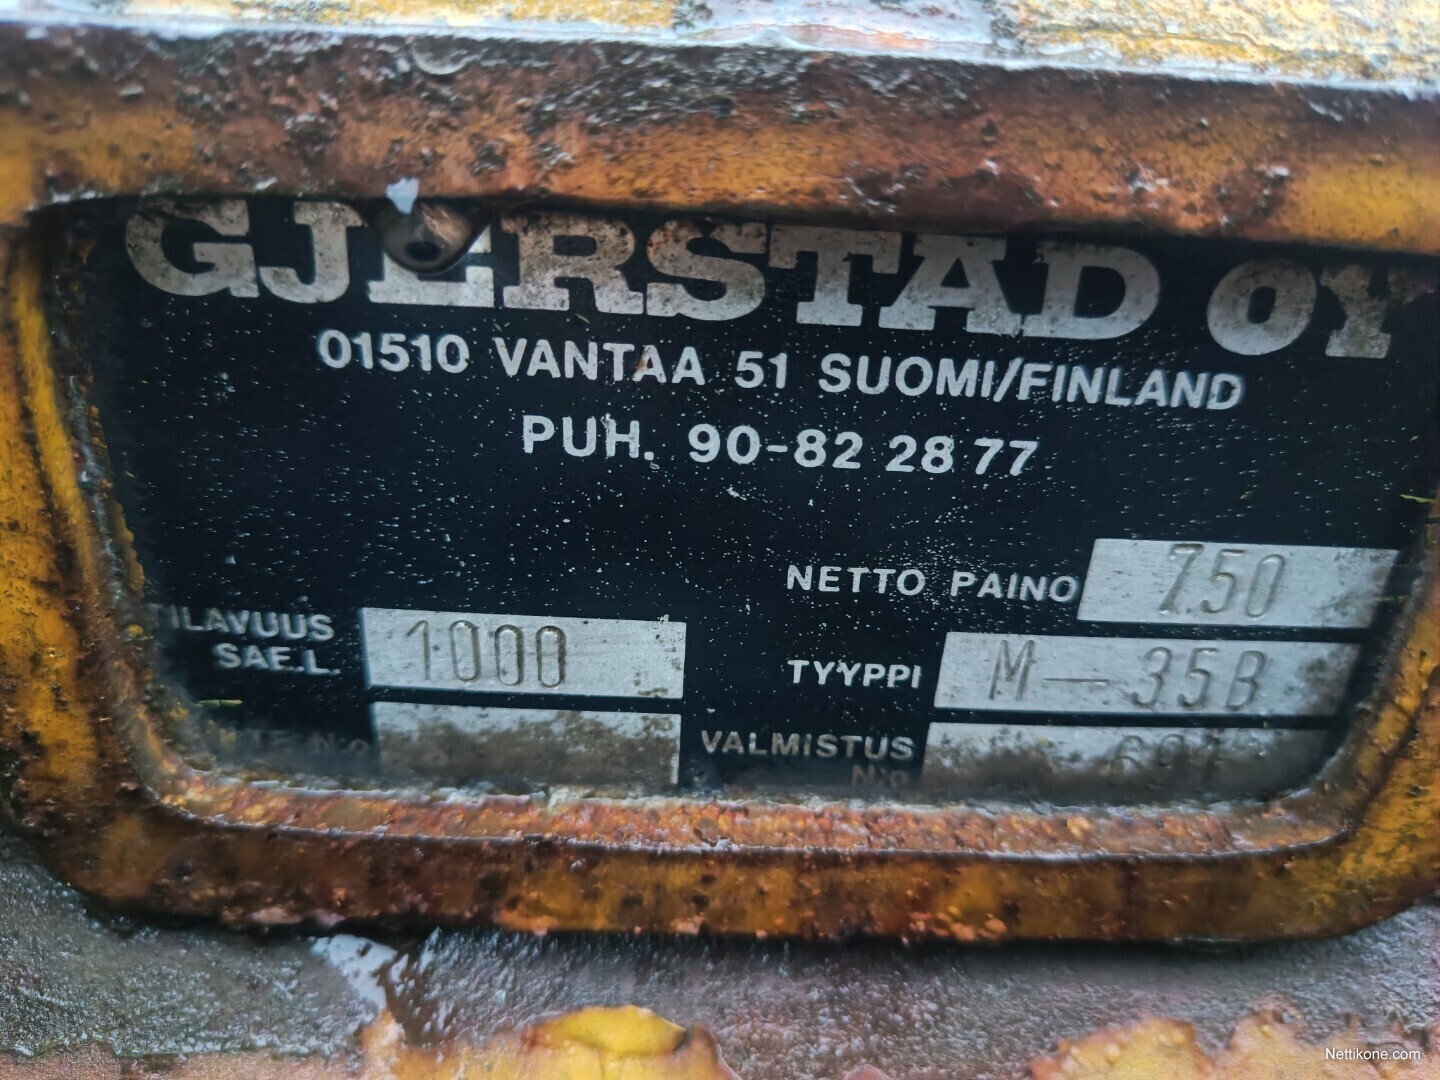 GJERSTAD OY
01510 VANTAA 51 SUOMI/FINLAND
PUH. 90-82 28 77
NETTO PAINO 750
TILAVUUS SAE.L. 1000
TYYPPI M-35B
VALMISTUS N:o
N:o
Nettikone.com